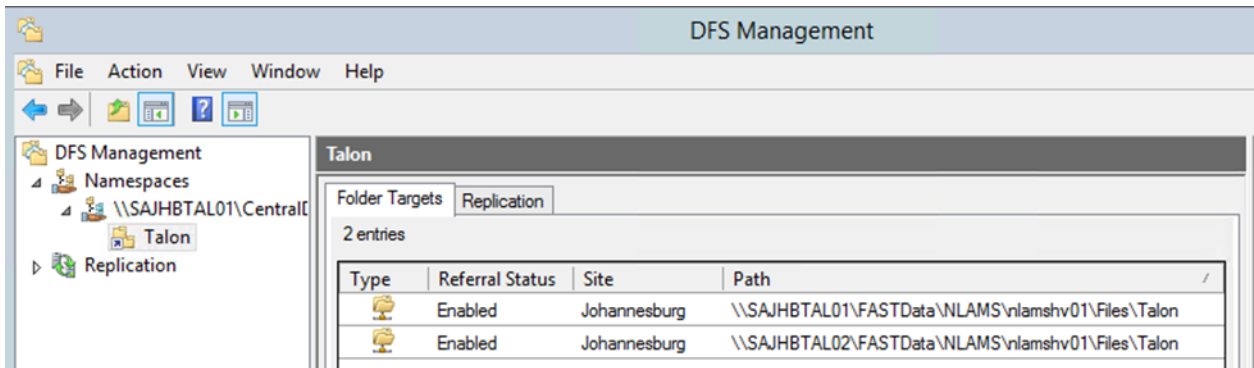 DFS Management
File Action View Window Help
DFS Management
Namespaces
\\SAJHBTAL01\Central
Talon
Replication
Talon
Folder Targets Replication
2 entries
Type Referral Status Site Path
Enabled Johannesburg \\SAJHBTAL01\FASTData\NLAMS\nlamshv01\Files\Talon
Enabled Johannesburg \\SAJHBTAL02\FASTData\NLAMS\nlamshv01\Files\Talon